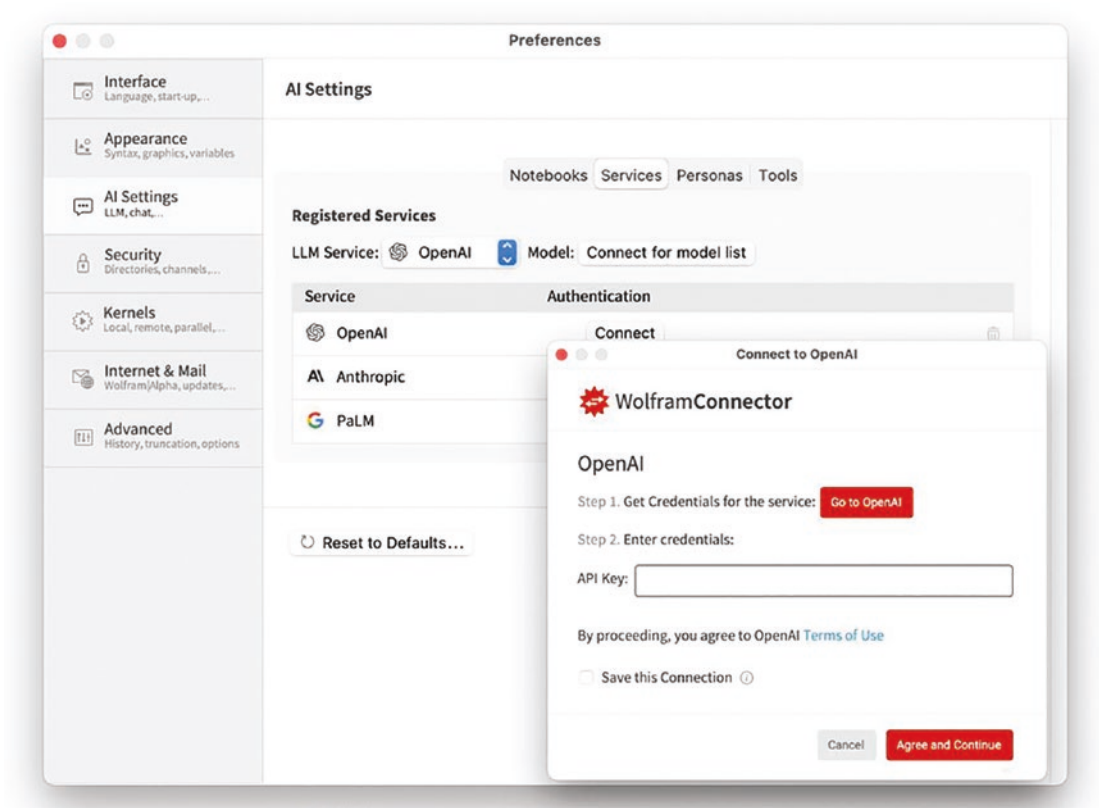 Preferences
Interface
Language, start-up,...
Appearance
Syntax, graphics, variables
AI Settings
LLM, chat,...
Security
Directories, channels,...
Kernels
Local, remote, parallel,...
Internet & Mail
Wolfram|Alpha, updates,...
Advanced
History, truncation, options
AI Settings
Notebooks Services Personas Tools
Registered Services
LLM Service: OpenAI Model: Connect for model list
Service Authentication
OpenAI Connect
Anthropic
PaLM
Reset to Defaults...
Connect to OpenAI
WolframConnector
OpenAI
Step 1. Get Credentials for the service: Go to OpenAI
Step 2. Enter credentials:
API Key:
By proceeding, you agree to OpenAI Terms of Use
Save this Connection
Cancel Agree and Continue